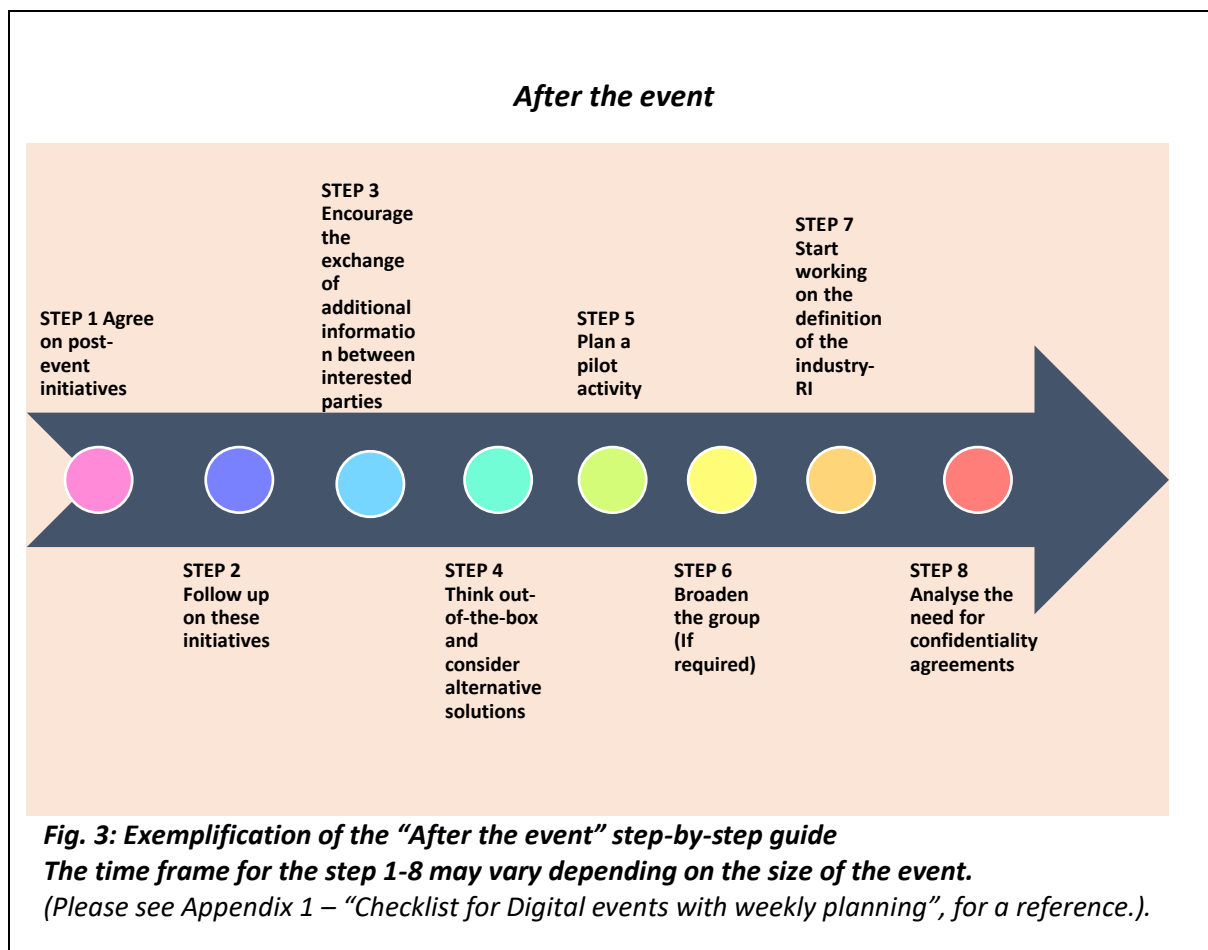 After the event
STEP 1 Agree
on post-
event
initiatives
STEP 2
Follow up
on these
initiatives
STEP 3
Encourage
the
exchange
of
additional
informatio
n between
interested
parties
STEP 4
Think out-
of-the-box
and
consider
alternative
solutions
STEP 5
Plan a
pilot
activity
STEP 6
Broaden
the group
(If
required)
STEP 7
Start
working
on the
definition
of the
industry-
RI
STEP 8
Analyse the
need for
confidentiality
agreements
Fig. 3: Exemplification of the “After the event” step-by-step guide
The time frame for the step 1-8 may vary depending on the size of the event.
(Please see Appendix 1 – “Checklist for Digital events with weekly planning”, for a reference.).